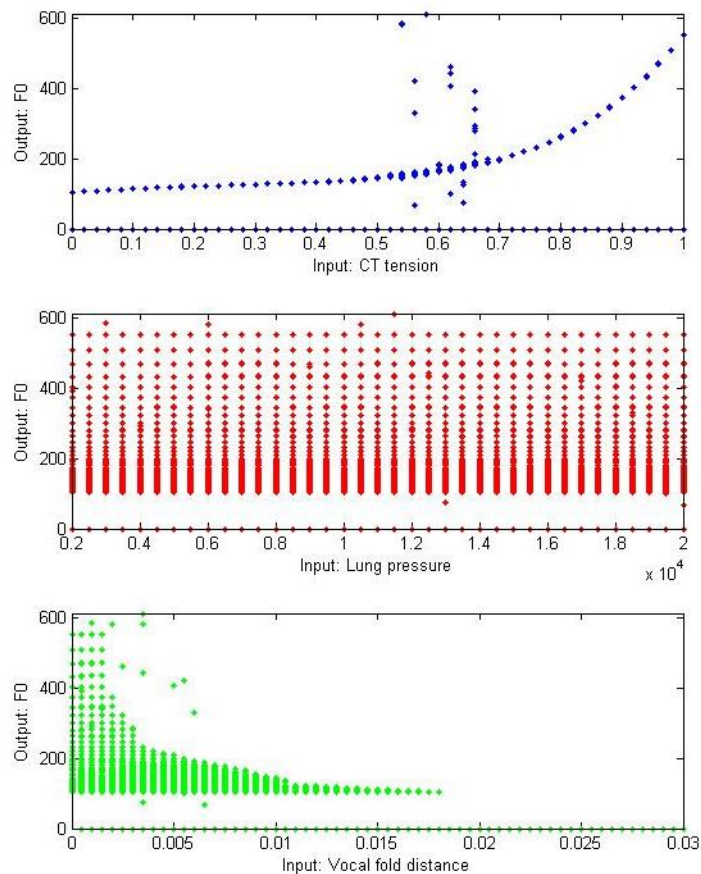 600
400
200
0
Output: F0
0 0.1 0.2 0.3 0.4 0.5 0.6 0.7 0.8 0.9 1
Input: CT tension
600
400
200
0
Output: F0
0.2 0.4 0.6 0.8 1 1.2 1.4 1.6 1.8 2
Input: Lung pressure
x 10^4
600
400
200
0
Output: F0
0 0.005 0.01 0.015 0.02 0.025 0.03
Input: Vocal fold distance